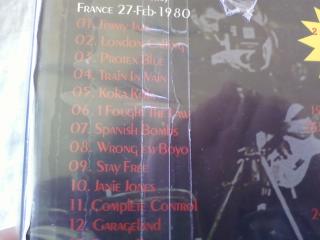 France 27-Feb-1980
01. Jimmy Jazz
02. London Calling
03. Protex Blue
04. Train In Vain
05. Koka Kola
06. I Fought The Law
07. Spanish Bombs
08. Wrong 'em Boyo
09. Stay Free
10. Janie Jones
11. Complete Control
12. Garageland